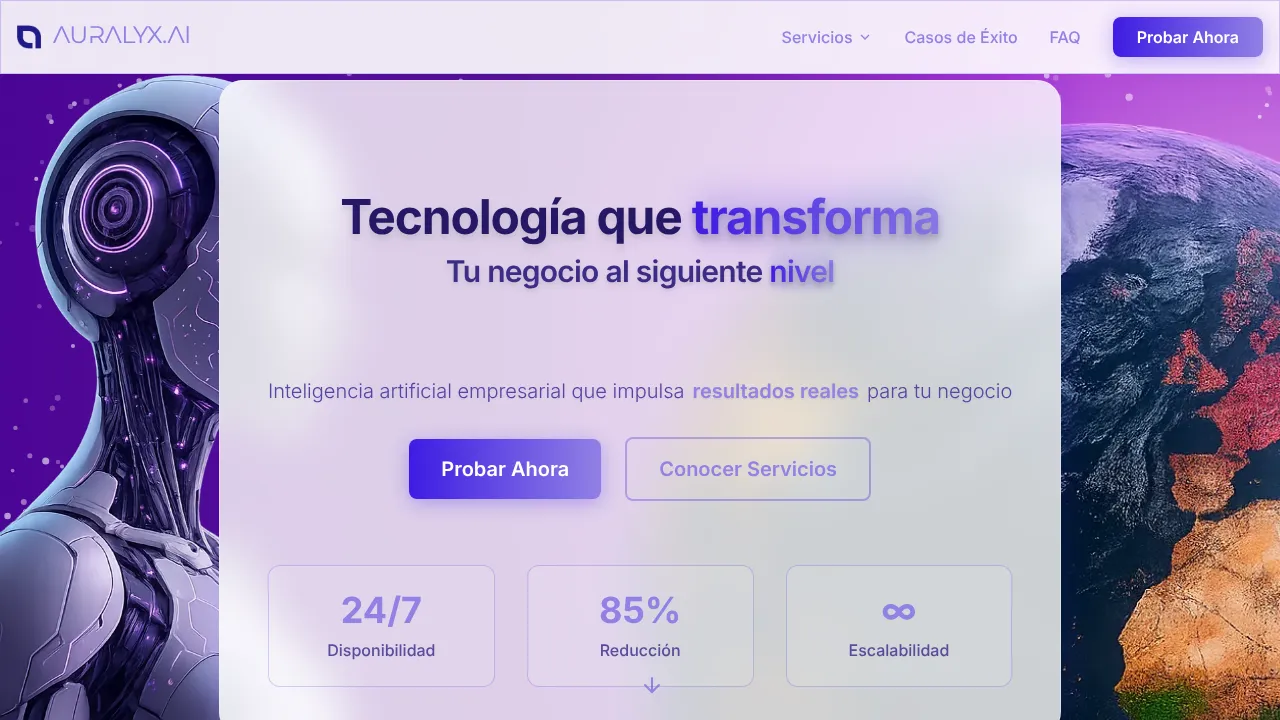 AURALYX.AI
Servicios
Casos de Éxito
FAQ
Probar Ahora
Tecnología que transforma
Tu negocio al siguiente nivel
Inteligencia artificial empresarial que impulsa resultados reales para tu negocio
Probar Ahora
Conocer Servicios
24/7
Disponibilidad
85%
Reducción
∞
Escalabilidad